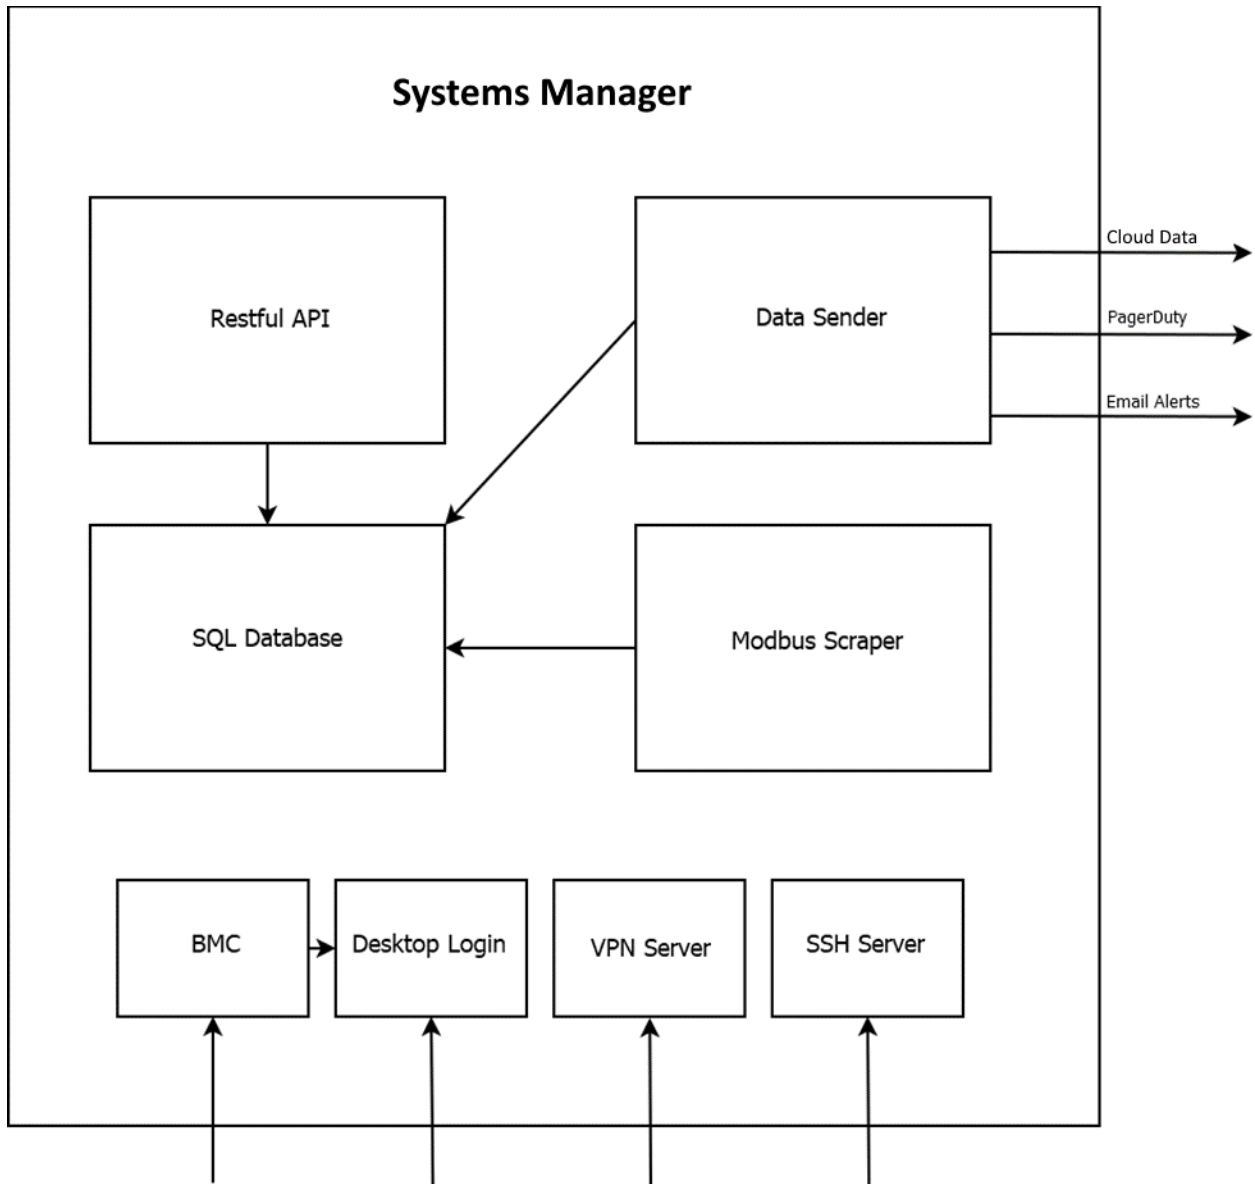 Systems Manager
Restful API
Data Sender
Cloud Data
PagerDuty
Email Alerts
SQL Database
Modbus Scraper
BMC
Desktop Login
VPN Server
SSH Server